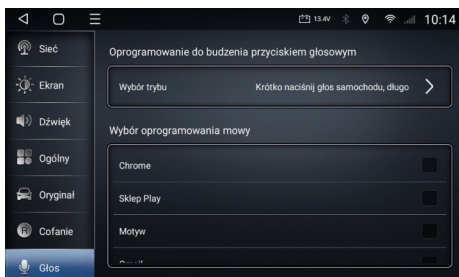 13.4V 10:14
Sieć
Ekran
Dźwięk
Ogólny
Oryginał
Cofanie
Głos
Oprogramowanie do budzenia przyciskiem głosowym
Wybór trybu Krótko naciśnij głos samochodu, długo
Wybór oprogramowania mowy
Chrome
Sklep Play
Motyw